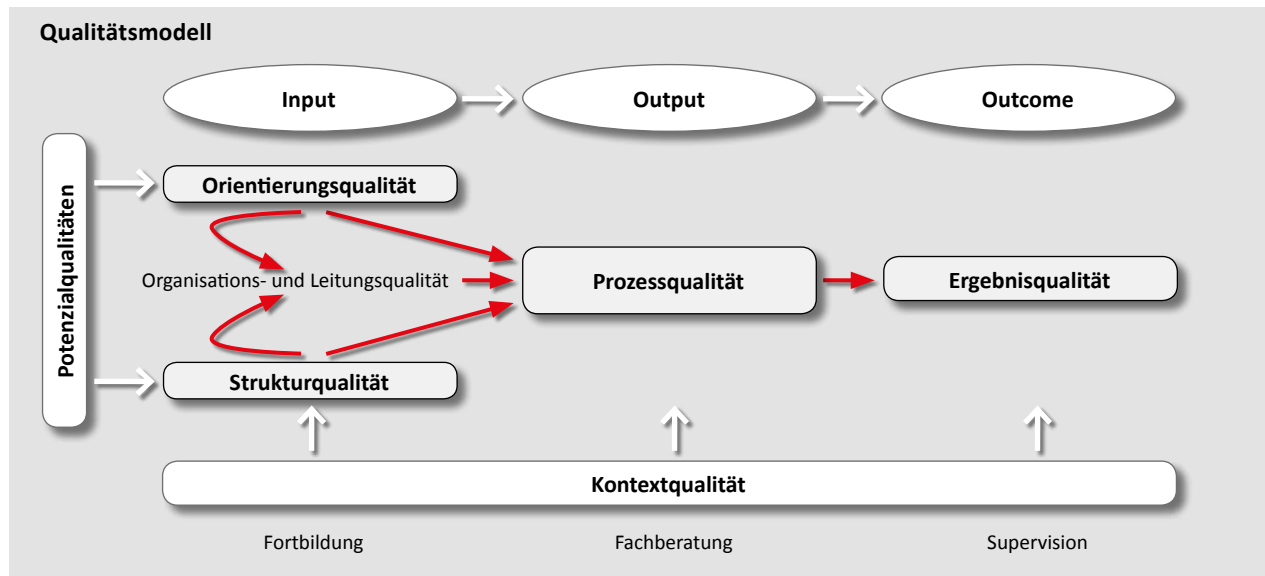 Qualitätsmodell
Input
Output
Outcome
Potenzialqualitäten
Orientierungsqualität
Organisations- und Leitungsqualität
Prozessqualität
Ergebnisqualität
Strukturqualität
Kontextqualität
Fortbildung
Fachberatung
Supervision